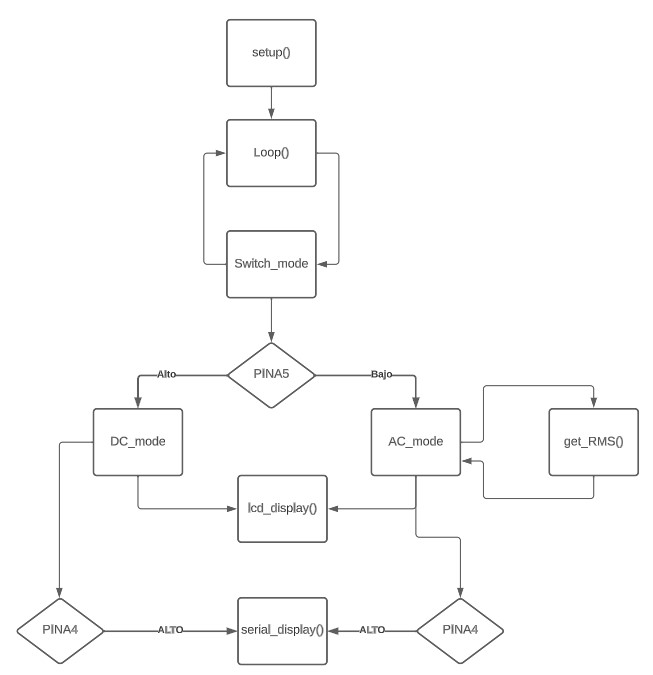 setup()
Loop()
Switch_mode
PINA5
Alto
Bajo
DC_mode
AC_mode
get_RMS()
lcd_display()
PINA4
ALTO
serial_display()
ALTO
PINA4